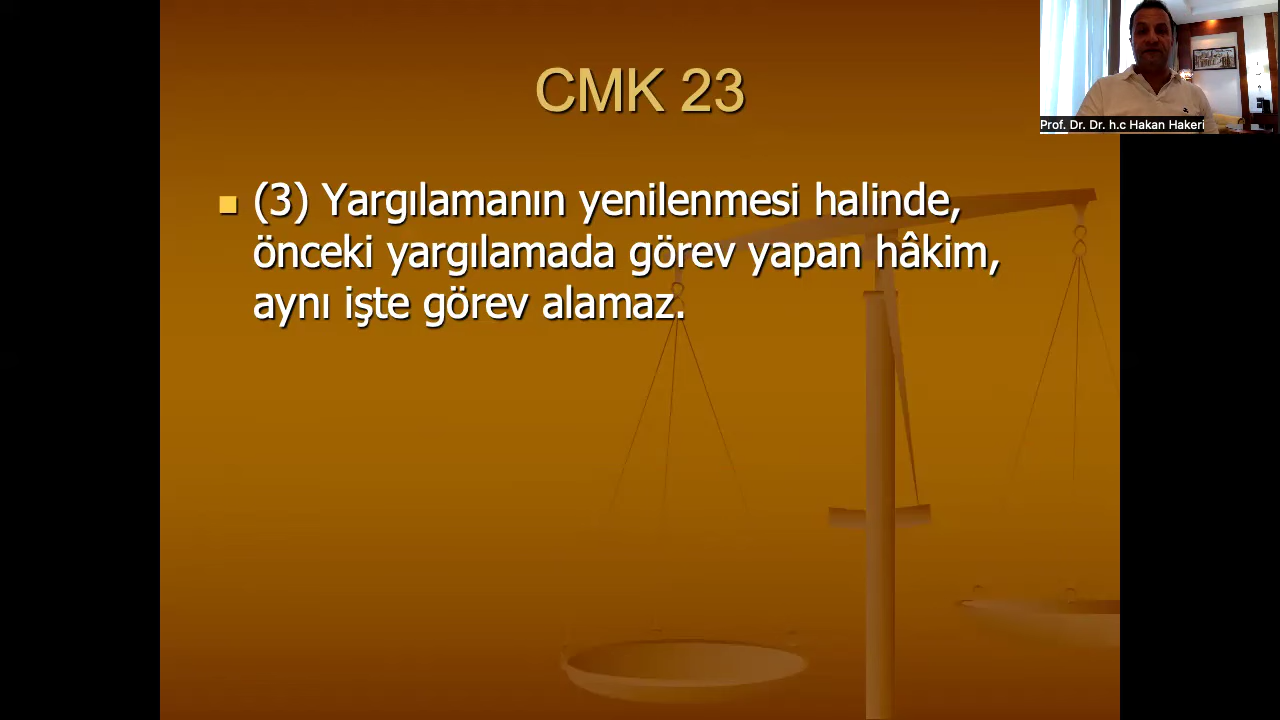 CMK 23
(3) Yargılamanın yenilenmesi halinde,
önceki yargılamada görev yapan hâkim,
aynı işte görev alamaz.
Prof. Dr. Dr. h.c Hakan Hakeri